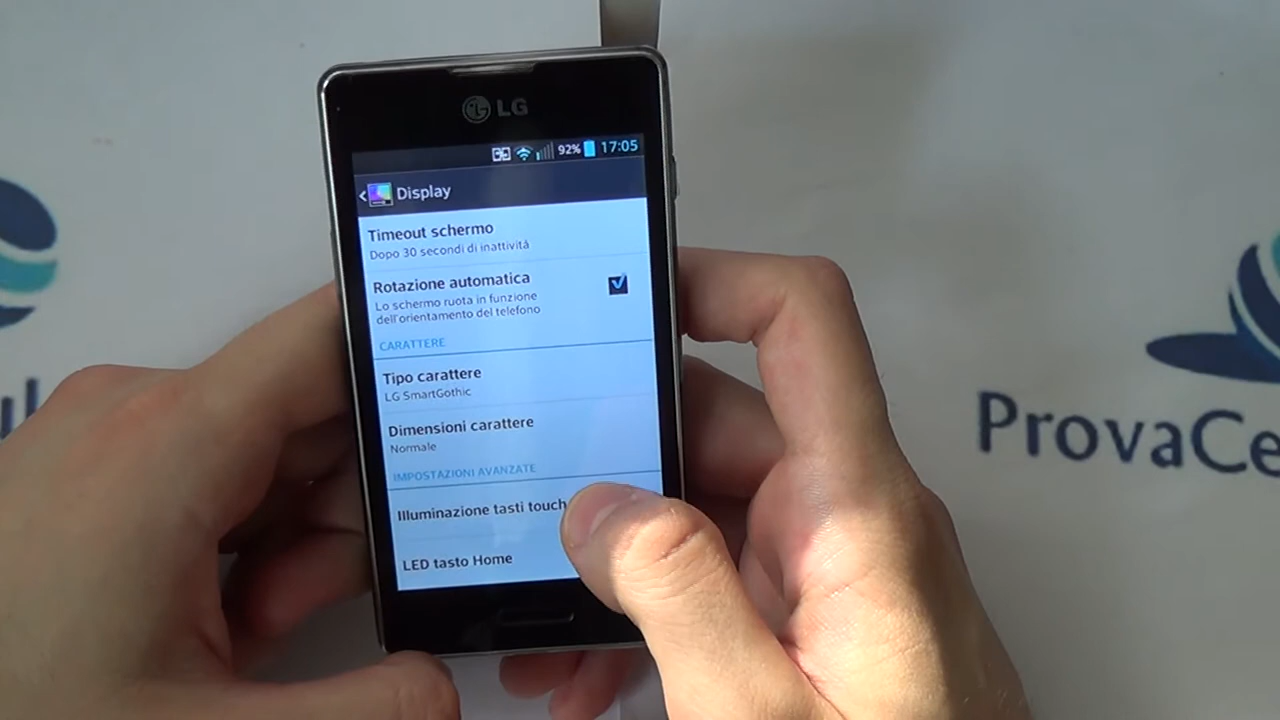 LG
92% 17:05
Display
Timeout schermo
Dopo 30 secondi di inattività
Rotazione automatica
Lo schermo ruota in funzione
dell'orientamento del telefono
CARATTERE
Tipo carattere
LG SmartGothic
Dimensioni carattere
Normale
IMPOSTAZIONI AVANZATE
Illuminazione tasti touch
LED tasto Home
ProvaCe